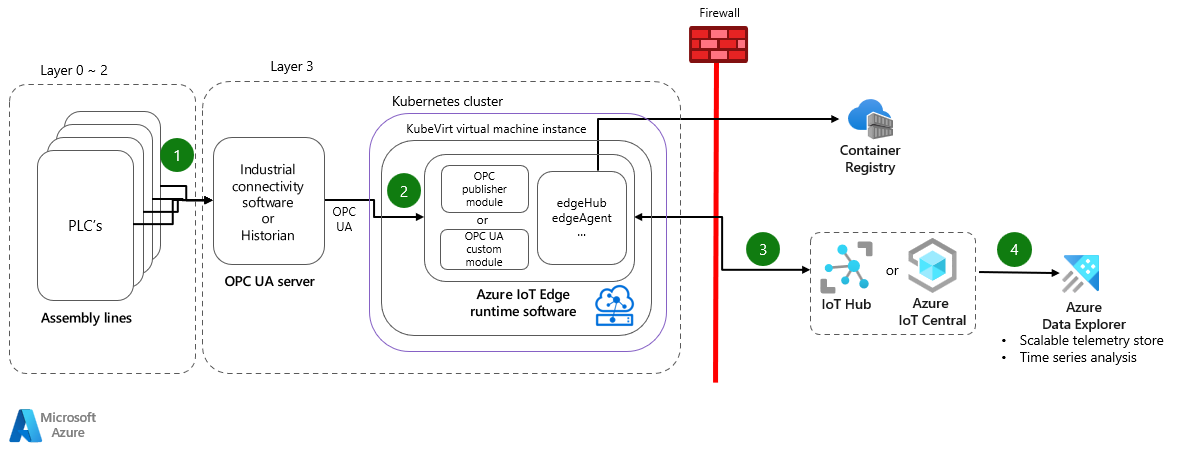 Firewall
Layer 0 ~ 2
Layer 3
Kubernetes cluster
KubeVirt virtual machine instance
1
PLC's
Assembly lines
Industrial
connectivity
software
or
Historian
OPC UA server
OPC
UA
2
OPC
publisher
module
or
OPC UA
custom
module
edgeHub
edgeAgent
...
Azure IoT Edge
runtime software
Container
Registry
3
IoT Hub
or
Azure
IoT Central
4
Azure
Data Explorer
• Scalable telemetry store
• Time series analysis
Microsoft
Azure